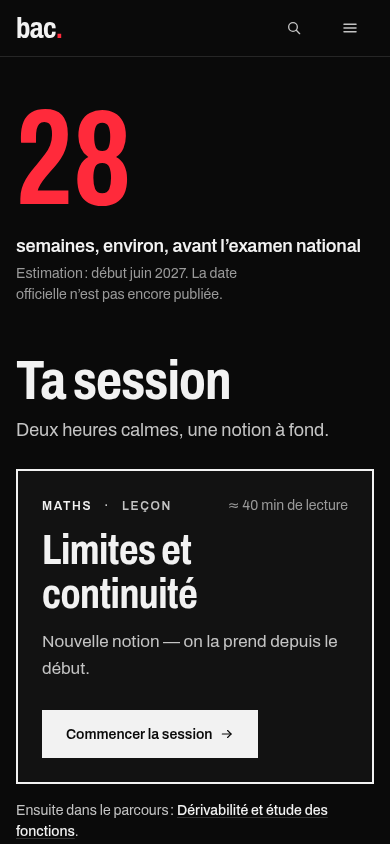 bac.
28
semaines, environ, avant l’examen national
Estimation : début juin 2027. La date
officielle n’est pas encore publiée.
Ta session
Deux heures calmes, une notion à fond.
MATHS · LEÇON ≈ 40 min de lecture
Limites et
continuité
Nouvelle notion — on la prend depuis le
début.
Commencer la session →
Ensuite dans le parcours : Dérivabilité et étude des
fonctions.